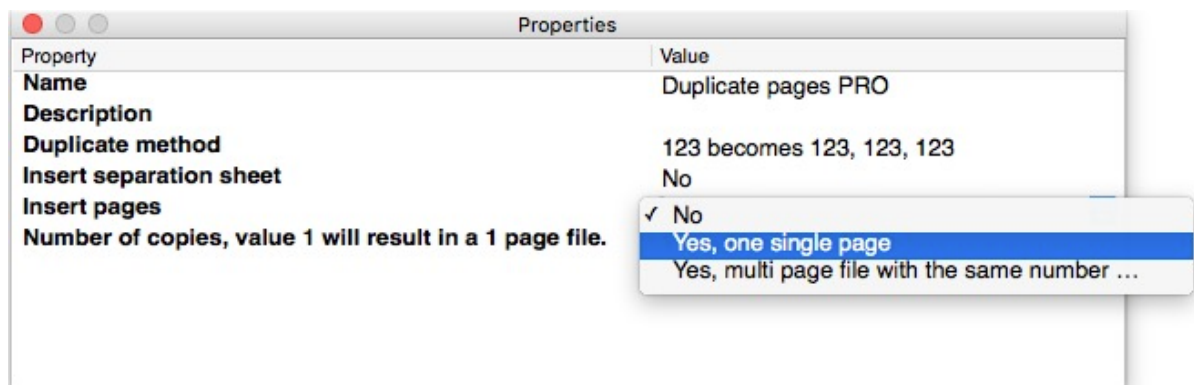 Properties
Property Value
Name Duplicate pages PRO
Description
Duplicate method 123 becomes 123, 123, 123
Insert separation sheet No
Insert pages ✓ No
Number of copies, value 1 will result in a 1 page file. Yes, one single page
Yes, multi page file with the same number …